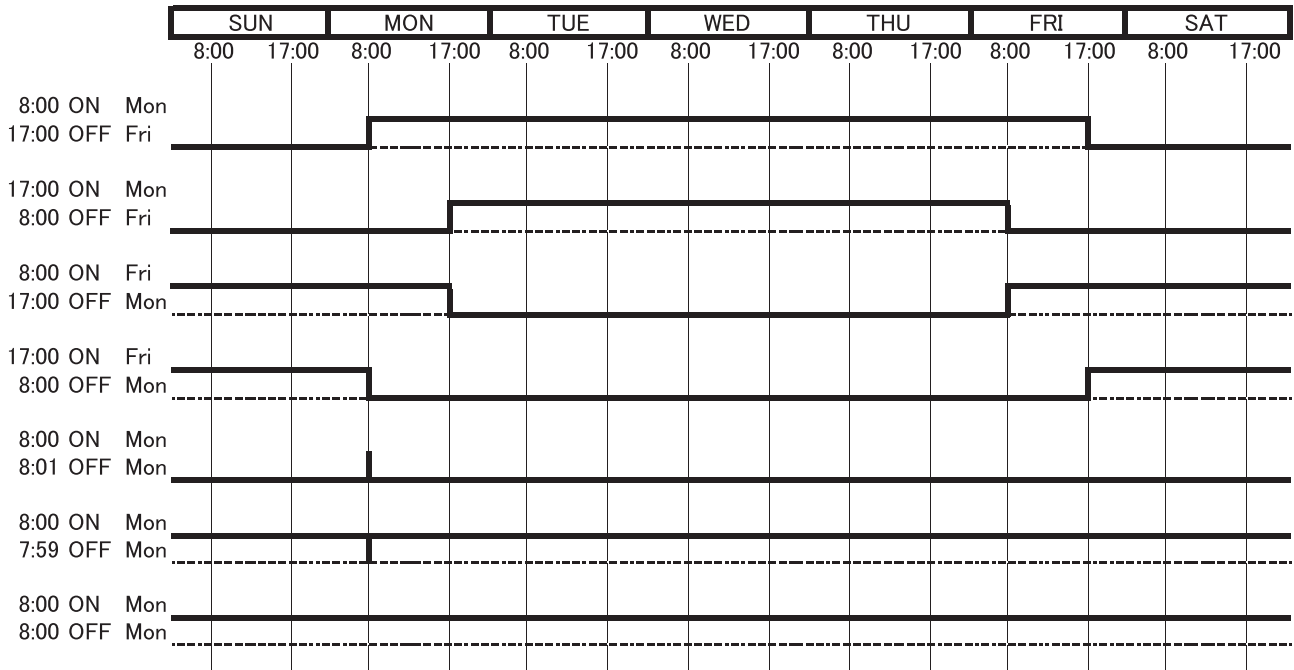 SUN MON TUE WED THU FRI SAT
8:00 17:00 8:00 17:00 8:00 17:00 8:00 17:00 8:00 17:00 8:00 17:00 8:00 17:00
8:00 ON Mon
17:00 OFF Fri
17:00 ON Mon
8:00 OFF Fri
8:00 ON Fri
17:00 OFF Mon
17:00 ON Fri
8:00 OFF Mon
8:00 ON Mon
8:01 OFF Mon
8:00 ON Mon
7:59 OFF Mon
8:00 ON Mon
8:00 OFF Mon